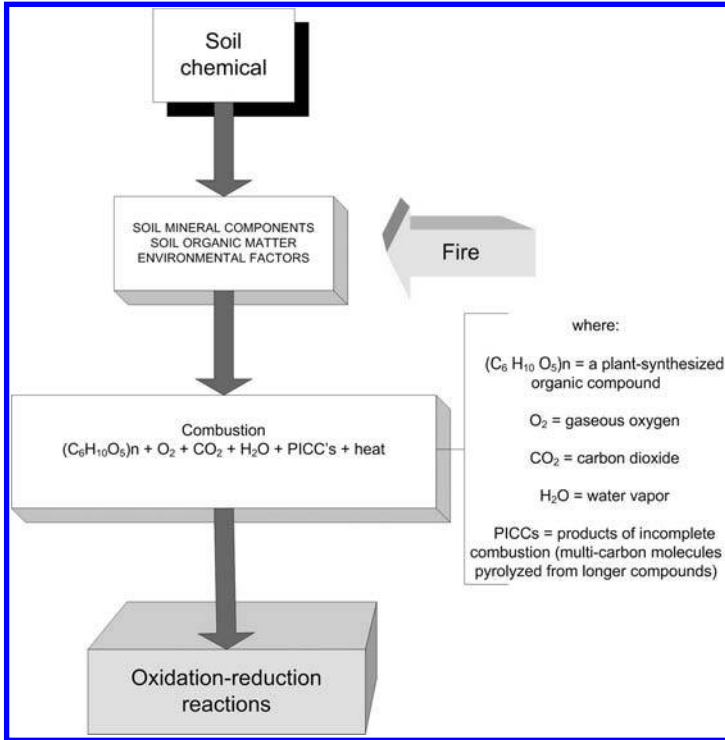 Soil
chemical
SOIL MINERAL COMPONENTS
SOIL ORGANIC MATTER
ENVIRONMENTAL FACTORS
Fire
Combustion
(C₆H₁₀O₅)n + O₂ + CO₂ + H₂O + PICC's + heat
where:
(C₆ H₁₀ O₅)n = a plant-synthesized
organic compound
O₂ = gaseous oxygen
CO₂ = carbon dioxide
H₂O = water vapor
PICCs = products of incomplete
combustion (multi-carbon molecules
pyrolyzed from longer compounds)
Oxidation-reduction
reactions